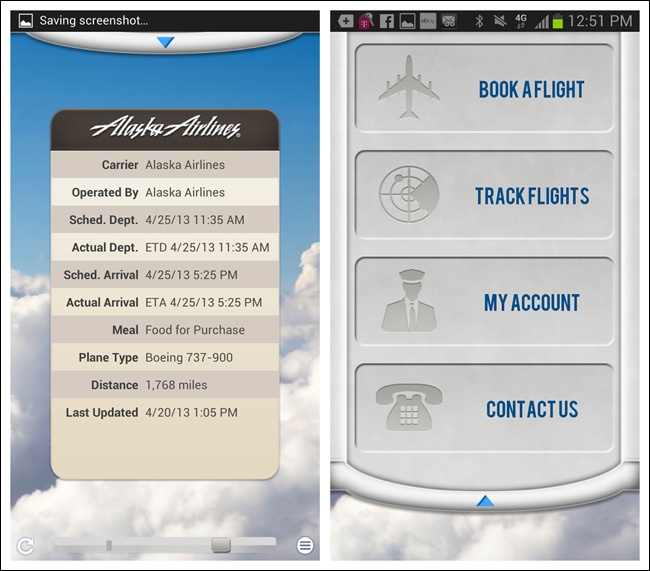 Saving screenshot...
Alaska Airlines
Carrier Alaska Airlines
Operated By Alaska Airlines
Sched. Dept. 4/25/13 11:35 AM
Actual Dept. ETD 4/25/13 11:35 AM
Sched. Arrival 4/25/13 5:25 PM
Actual Arrival ETA 4/25/13 5:25 PM
Meal Food for Purchase
Plane Type Boeing 737-900
Distance 1,768 miles
Last Updated 4/20/13 1:05 PM
ebay 4G 12:51 PM
BOOK A FLIGHT
TRACK FLIGHTS
MY ACCOUNT
CONTACT US